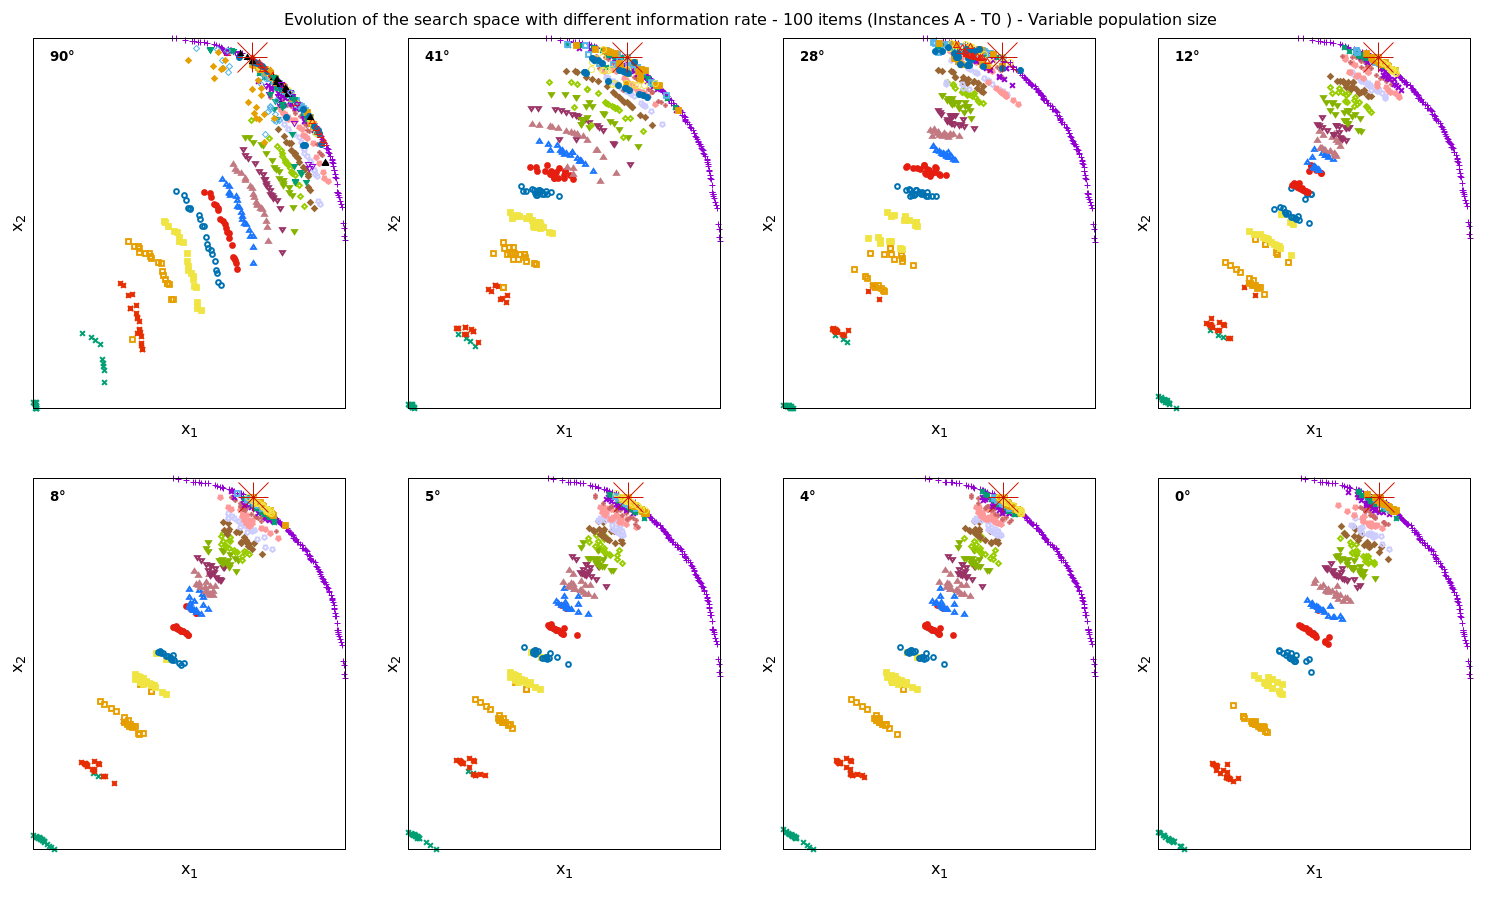 Evolution of the search space with different information rate - 100 items (Instances A - T0 ) - Variable population size
90°
41°
28°
12°
x₂
x₂
x₂
x₂
x₁
x₁
x₁
x₁
8°
5°
4°
0°
x₂
x₂
x₂
x₂
x₁
x₁
x₁
x₁